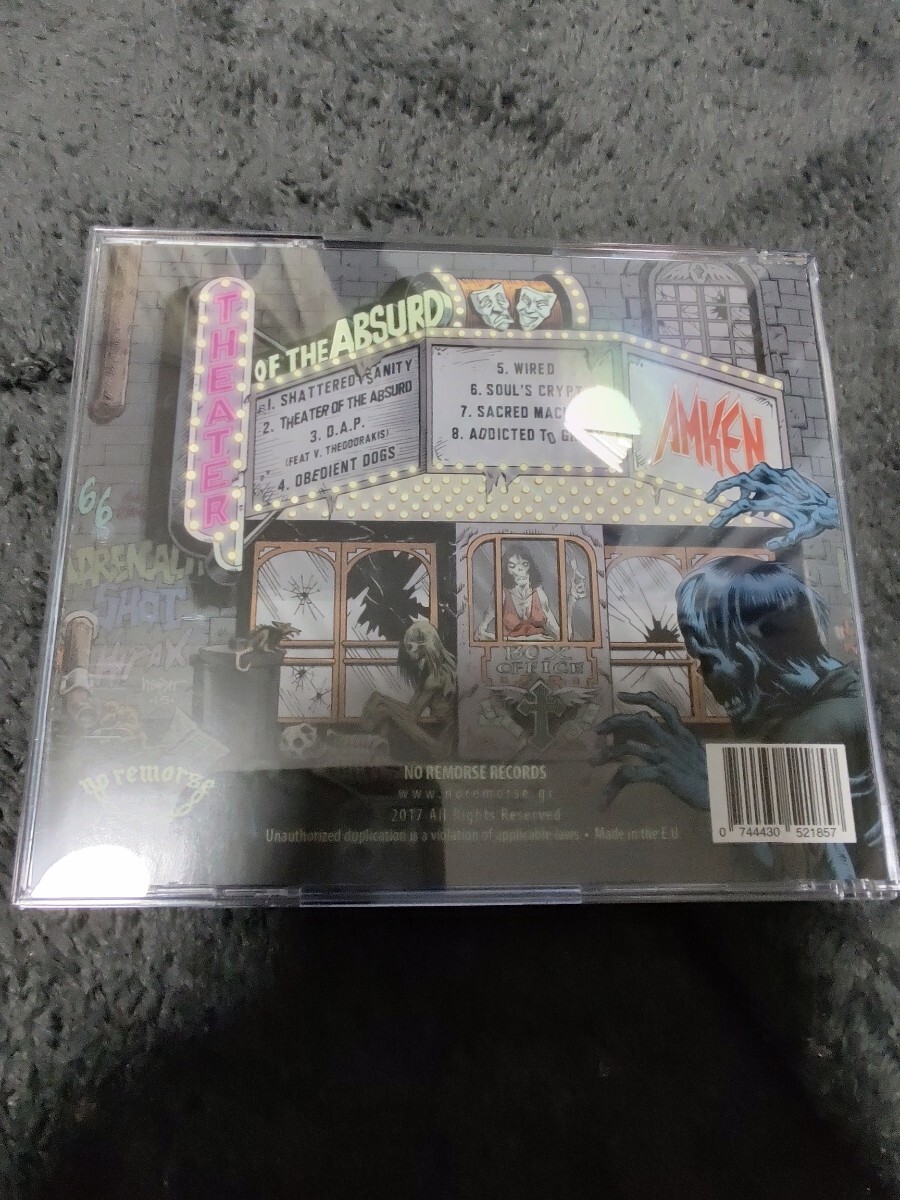 THEATER
OF THE ABSURD
1. SHATTERED SANITY
2. THEATER OF THE ABSURD
3. D.A.P.
(FEAT V. THEODORAKIS)
4. OBEDIENT DOGS
5. WIRED
6. SOUL'S CRYPT
7. SACRED
8. ADDICTED TO
AMKEN
66
SHOT
BOX
OFFICE
no remorse
NO REMORSE RECORDS
www.noremorse.gr
2017 All Rights Reserved
Unauthorized duplication is a violation of applicable laws • Made in the E.U
0 744430 521857